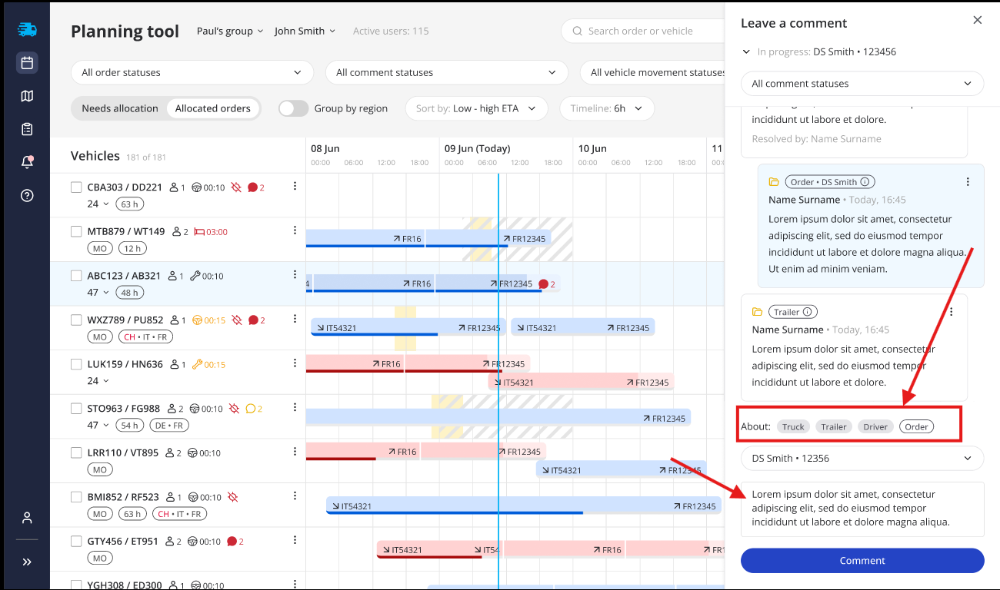 Planning tool Paul's group John Smith Active users: 115 Search order or vehicle
All order statuses All comment statuses All vehicle movement statuses
Needs allocation Allocated orders Group by region Sort by: Low - high ETA Timeline: 6h
Vehicles 181 of 181
08 Jun 09 Jun (Today) 10 Jun 11
00:00 06:00 12:00 18:00 00:00 06:00 12:00 18:00 00:00 06:00 12:00 18:00 00:0
CBA303 / DD221 1 00:10 2
24 63 h
MTB879 / WT149 2 03:00
MO 12 h
FR16 FR12345
ABC123 / AB321 1 00:10
47 48 h
4 FR16 FR12345 2
WXZ789 / PU852 1 00:15 2
MO CH • IT • FR
IT54321 FR12345 IT54321 FR12345
LUK159 / HN636 1 00:15
24
FR16 FR12345
IT54321 FR12345
STO963 / FG988 2 00:10 2
47 54 h DE • FR
FR12345
LRR110 / VT895 2 00:10
MO
FR16 FR12345
IT54321 FR12345
BMI852 / RF523 1 00:10
MO 63 h CH • IT • FR
IT54321 FR12345
GTY456 / ET951 2 00:10 2
MO
IT54321 IT54 FR16 FR1
YGH308 / ED300 1 00:10
Leave a comment
In progress: DS Smith • 123456
All comment statuses
incididunt ut labore et dolore.
Resolved by: Name Surname
Order • DS Smith
Name Surname • Today, 16:45
Lorem ipsum dolor sit amet, consectetur
adipiscing elit, sed do eiusmod tempor
incididunt ut labore et dolore magna aliqua.
Ut enim ad minim veniam.
Trailer
Name Surname • Today, 16:45
Lorem ipsum dolor sit amet, consectetur
adipiscing elit, sed do eiusmod tempor
incididunt ut labore et dolore.
About: Truck Trailer Driver Order
DS Smith • 12356
Lorem ipsum dolor sit amet, consectetur
adipiscing elit, sed do eiusmod tempor
incididunt ut labore et dolore magna aliqua.
Comment